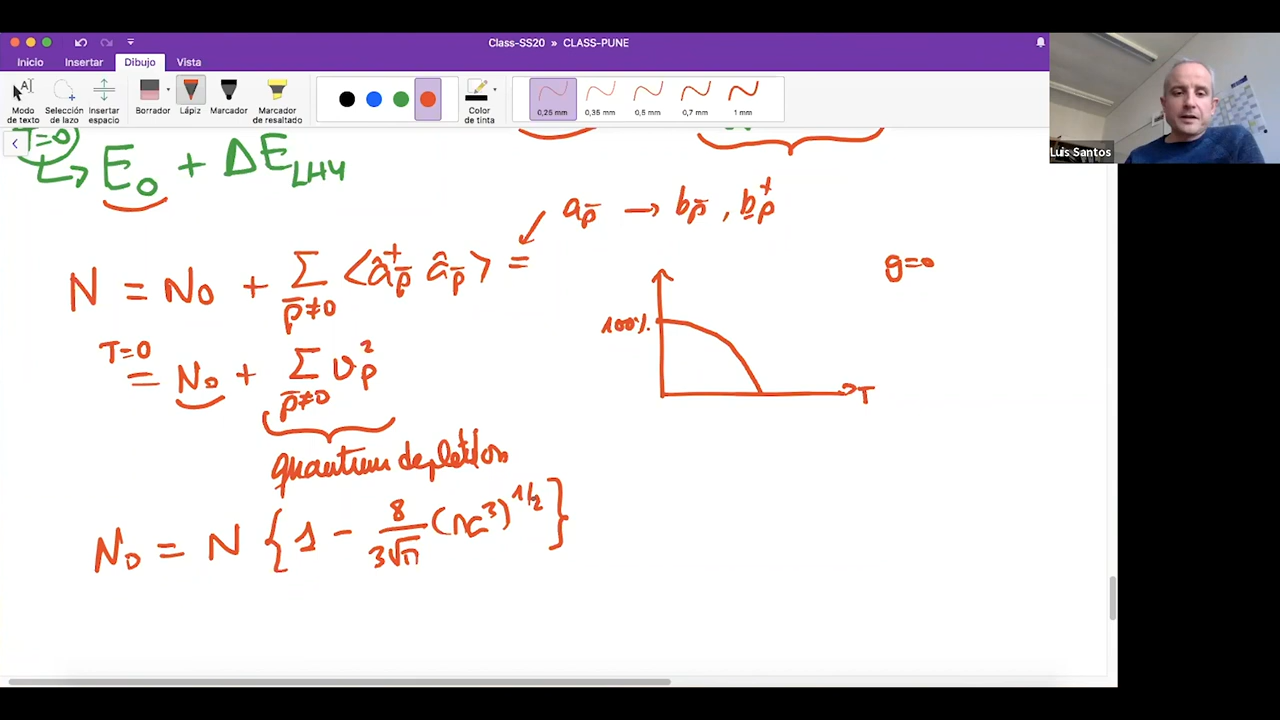 Class-SS20 » CLASS-PUNE
Inicio Insertar Dibujo Vista
Modo de texto
Selección de lazo
Insertar espacio
Borrador
Lápiz
Marcador
Marcador de resaltado
Color de tinta
0,25 mm 0,35 mm 0,5 mm 0,7 mm 1 mm
Luis Santos
T=0
E₀ + ΔE_LHY
a_p̄ → b_p̄ , b_p̄⁺
N = N₀ + Σ_{p̄≠0} ⟨â⁺_p̄ â_p̄⟩ =
g=0
100%
T
T=0
= N₀ + Σ_{p̄≠0} v_p²
quantum depletion
N₀ = N { 1 − 8/(3√π) (na³)^{1/2} }